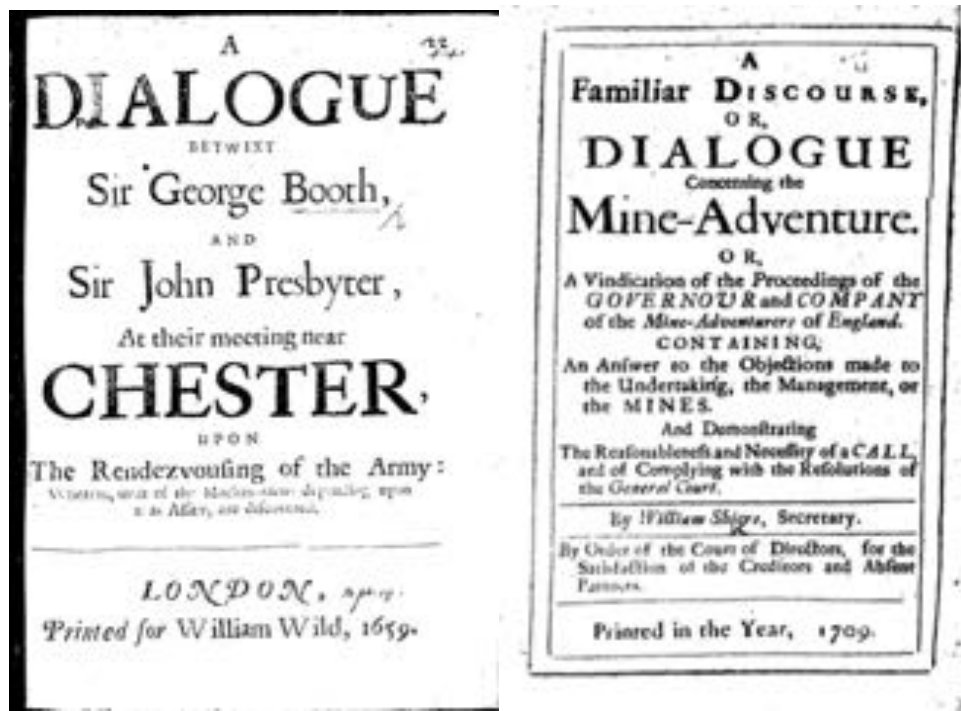 A
DIALOGUE
BETWIXT
Sir George Booth,
AND
Sir John Presbyter,
At their meeting near
CHESTER,
UPON
The Rendezvouſing of the Army:
upon
LONDON,
Printed for William Wild, 1659.
A
Familiar DISCOURSE,
OR,
DIALOGUE
Concerning the
Mine-Adventure.
OR,
A Vindication of the Proceedings of the
GOVERNOUR and COMPANY
of the Mine-Adventurers of England.
CONTAINING,
An Anſwer to the Objections made to
the Undertaking, the Management, or
the MINES.
And Demonſtrating
The Reaſonableneſs and Neceſſity of a CALL,
and of Complying with the Reſolutions of
the General Court.
By William Secretary.
By Order of the Court of Directors, for the
Satisfaction of the Creditors and Abſent
Partners.
Printed in the Year, 1709.